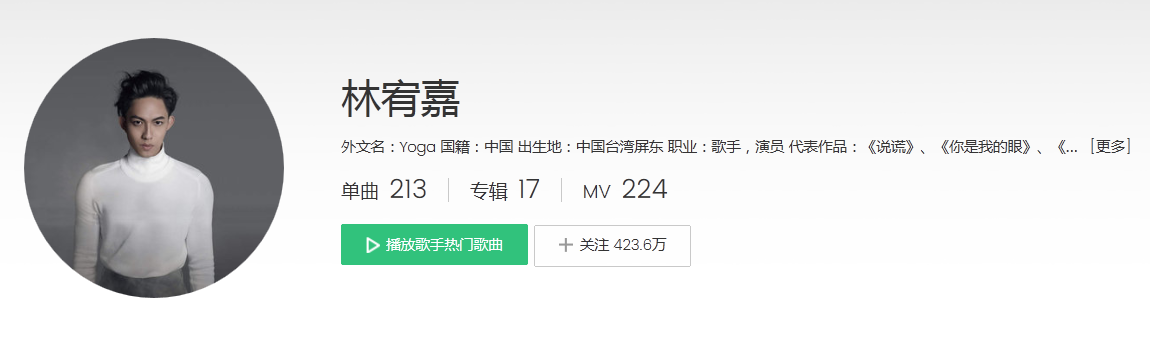 林宥嘉
外文名：Yoga 国籍：中国 出生地：中国台湾屏东 职业：歌手，演员 代表作品：《说谎》、《你是我的眼》、《... [更多]
单曲 213 专辑 17 MV 224
播放歌手热门歌曲 关注 423.6万